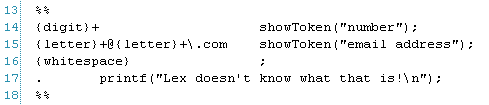 13 %%
14 {digit}+ showToken("number");
15 {letter}+@{letter}+\.com showToken("email address");
16 {whitespace} ;
17 . printf("Lex doesn't know what that is!\n");
18 %%